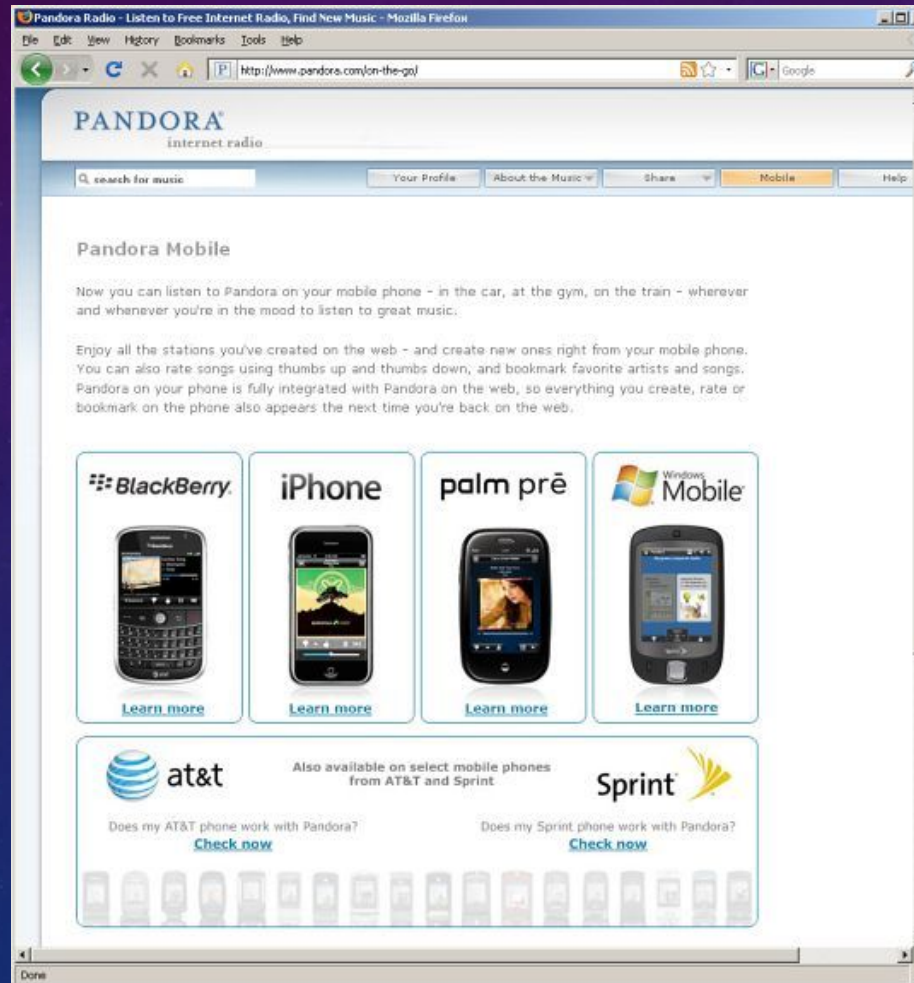 Pandora Radio - Listen to Free Internet Radio, Find New Music - Mozilla Firefox
File Edit View History Bookmarks Tools Help
P http://www.pandora.com/on-the-go/ G Google
PANDORA®
internet radio
search for music Your Profile About the Music Share Mobile Help
Pandora Mobile
Now you can listen to Pandora on your mobile phone - in the car, at the gym, on the train - wherever
and whenever you're in the mood to listen to great music.
Enjoy all the stations you've created on the web - and create new ones right from your mobile phone.
You can also rate songs using thumbs up and thumbs down, and bookmark favorite artists and songs.
Pandora on your phone is fully integrated with Pandora on the web, so everything you create, rate or
bookmark on the phone also appears the next time you're back on the web.
BlackBerry. iPhone palm prē Windows Mobile
Learn more Learn more Learn more Learn more
at&t Also available on select mobile phones
from AT&T and Sprint Sprint
Does my AT&T phone work with Pandora? Does my Sprint phone work with Pandora?
Check now Check now
Done